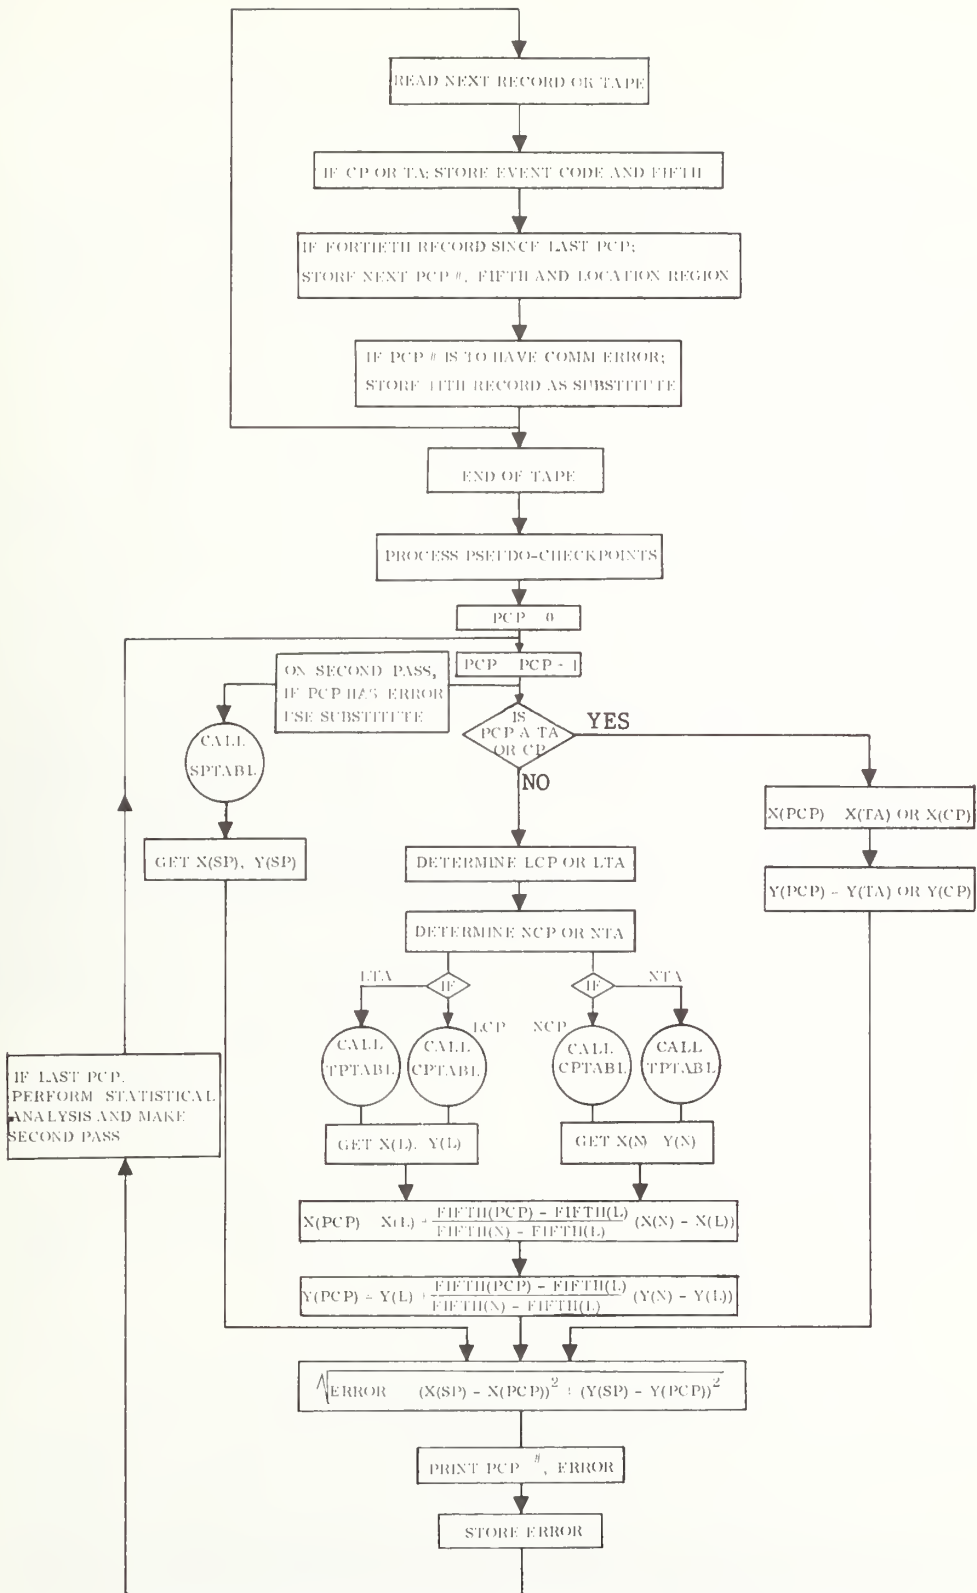 READ NEXT RECORD OR TAPE
IF CP OR TA; STORE EVENT CODE AND FIFTH
IF FORTIETH RECORD SINCE LAST PCP;
STORE NEXT PCP #, FIFTH AND LOCATION REGION
IF PCP # IS TO HAVE COMM ERROR;
STORE 11TH RECORD AS SUBSTITUTE
END OF TAPE
PROCESS PSEUDO-CHECKPOINTS
PCP 0
PCP PCP - 1
ON SECOND PASS,
IF PCP HAS ERROR
USE SUBSTITUTE
IS
PCP A TA
OR CP
YES
NO
CALL
SPTABL
GET X(SP), Y(SP)
X(PCP) X(TA) OR X(CP)
Y(PCP) - Y(TA) OR Y(CP)
DETERMINE LCP OR LTA
DETERMINE NCP OR NTA
LTA
IF
IF
NTA
LCP
NCP
CALL
TPTABL
CALL
CPTABL
CALL
CPTABL
CALL
TPTABL
GET X(L), Y(L)
GET X(N) Y(N)
IF LAST PCP,
PERFORM STATISTICAL
ANALYSIS AND MAKE
SECOND PASS
X(PCP) X(L) + FIFTH(PCP) - FIFTH(L) / FIFTH(N) - FIFTH(L) (X(N) - X(L))
Y(PCP) = Y(L) + FIFTH(PCP) - FIFTH(L) / FIFTH(N) - FIFTH(L) (Y(N) - Y(L))
√ERROR (X(SP) - X(PCP))² + (Y(SP) - Y(PCP))²
PRINT PCP #, ERROR
STORE ERROR